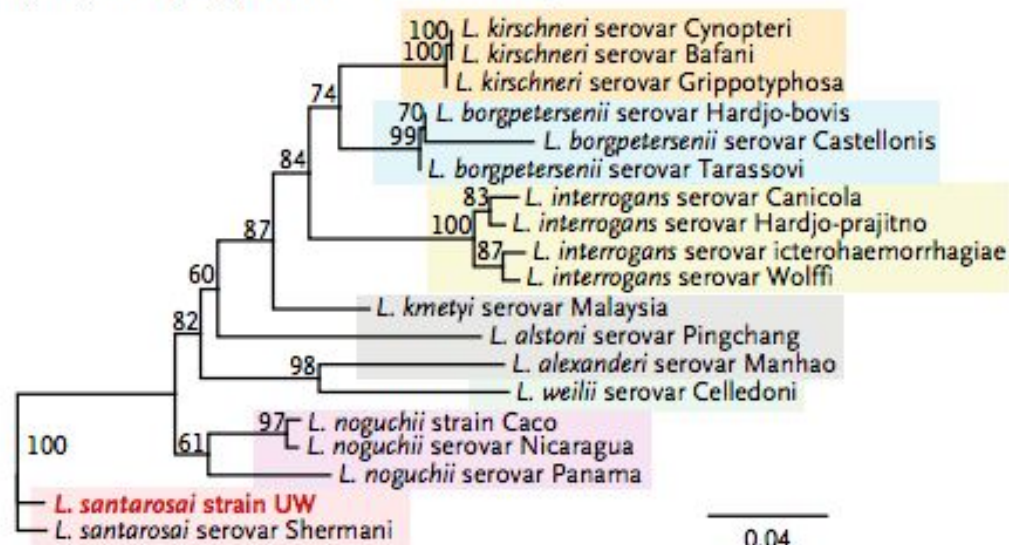 100 L. kirschneri serovar Cynopteri
100 L. kirschneri serovar Bafani
L. kirschneri serovar Grippotyphosa
74
70 L. borgpetersenii serovar Hardjo-bovis
99 L. borgpetersenii serovar Castellonis
L. borgpetersenii serovar Tarassovi
84
83 L. interrogans serovar Canicola
100 L. interrogans serovar Hardjo-prajitno
87 L. interrogans serovar icterohaemorrhagiae
L. interrogans serovar Wolffi
87
60
L. kmetyi serovar Malaysia
82
L. alstoni serovar Pingchang
98 L. alexanderi serovar Manhao
L. weilii serovar Celledoni
97 L. noguchii strain Caco
61 L. noguchii serovar Nicaragua
L. noguchii serovar Panama
100
L. santarosai strain UW
L. santarosai serovar Shermani
0.04